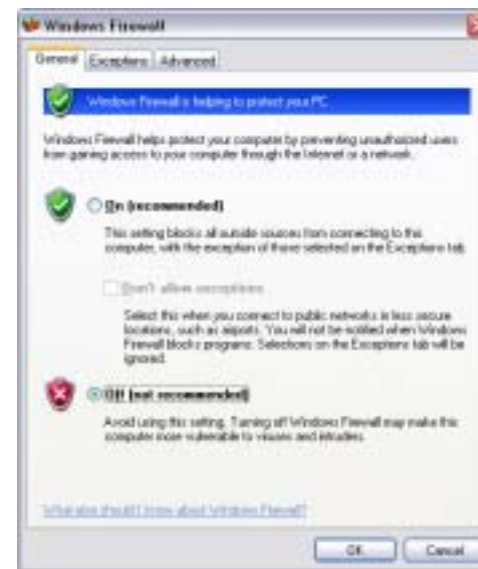 Windows Firewall
General Exceptions Advanced
Windows Firewall is helping to protect your PC
Windows Firewall helps protect your computer by preventing unauthorized users
from gaining access to your computer through the Internet or a network.
On (recommended)
This setting blocks all outside sources from connecting to this
computer, with the exception of those selected on the Exceptions tab.
Don't allow exceptions
Select this when you connect to public networks in less secure
locations, such as airports. You will not be notified when Windows
Firewall blocks programs. Selections on the Exceptions tab will be
ignored.
Off (not recommended)
Avoid using this setting. Turning off Windows Firewall may make this
computer more vulnerable to viruses and intruders.
What else should I know about Windows Firewall?
OK Cancel